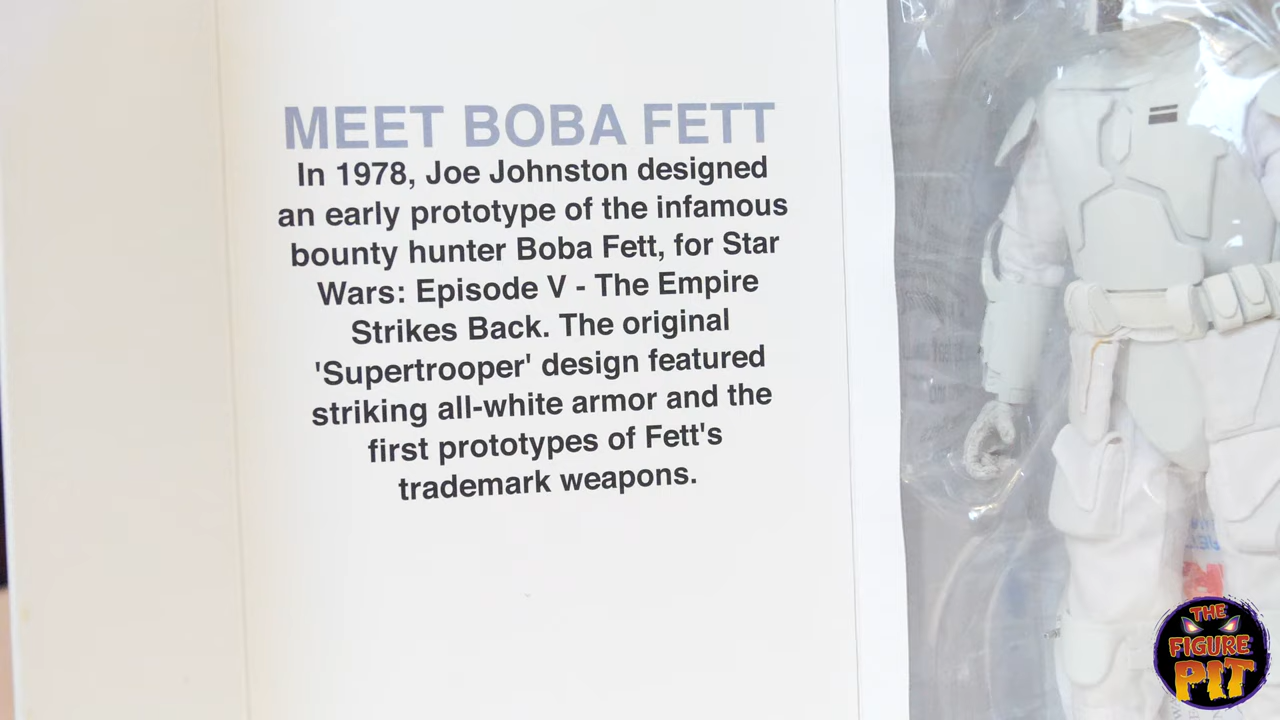 MEET BOBA FETT
In 1978, Joe Johnston designed
an early prototype of the infamous
bounty hunter Boba Fett, for Star
Wars: Episode V - The Empire
Strikes Back. The original
'Supertrooper' design featured
striking all-white armor and the
first prototypes of Fett's
trademark weapons.
THE
FIGURE
PIT